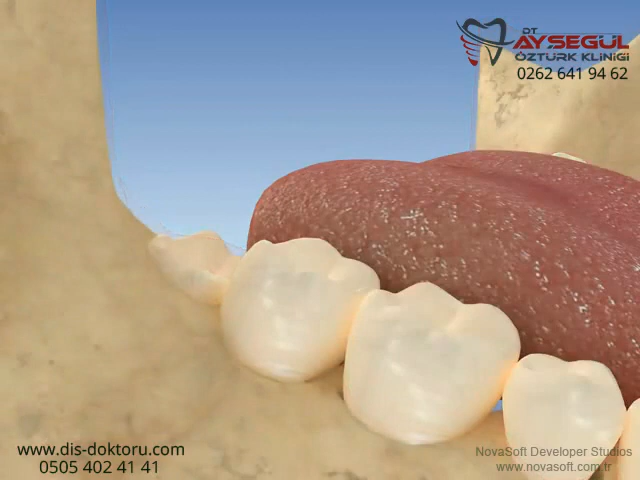 DT
AYŞEGÜL
ÖZTÜRK KLİNİĞİ
0262 641 94 62
www.dis-doktoru.com
0505 402 41 41
NovaSoft Developer Studios
www.novasoft.com.tr